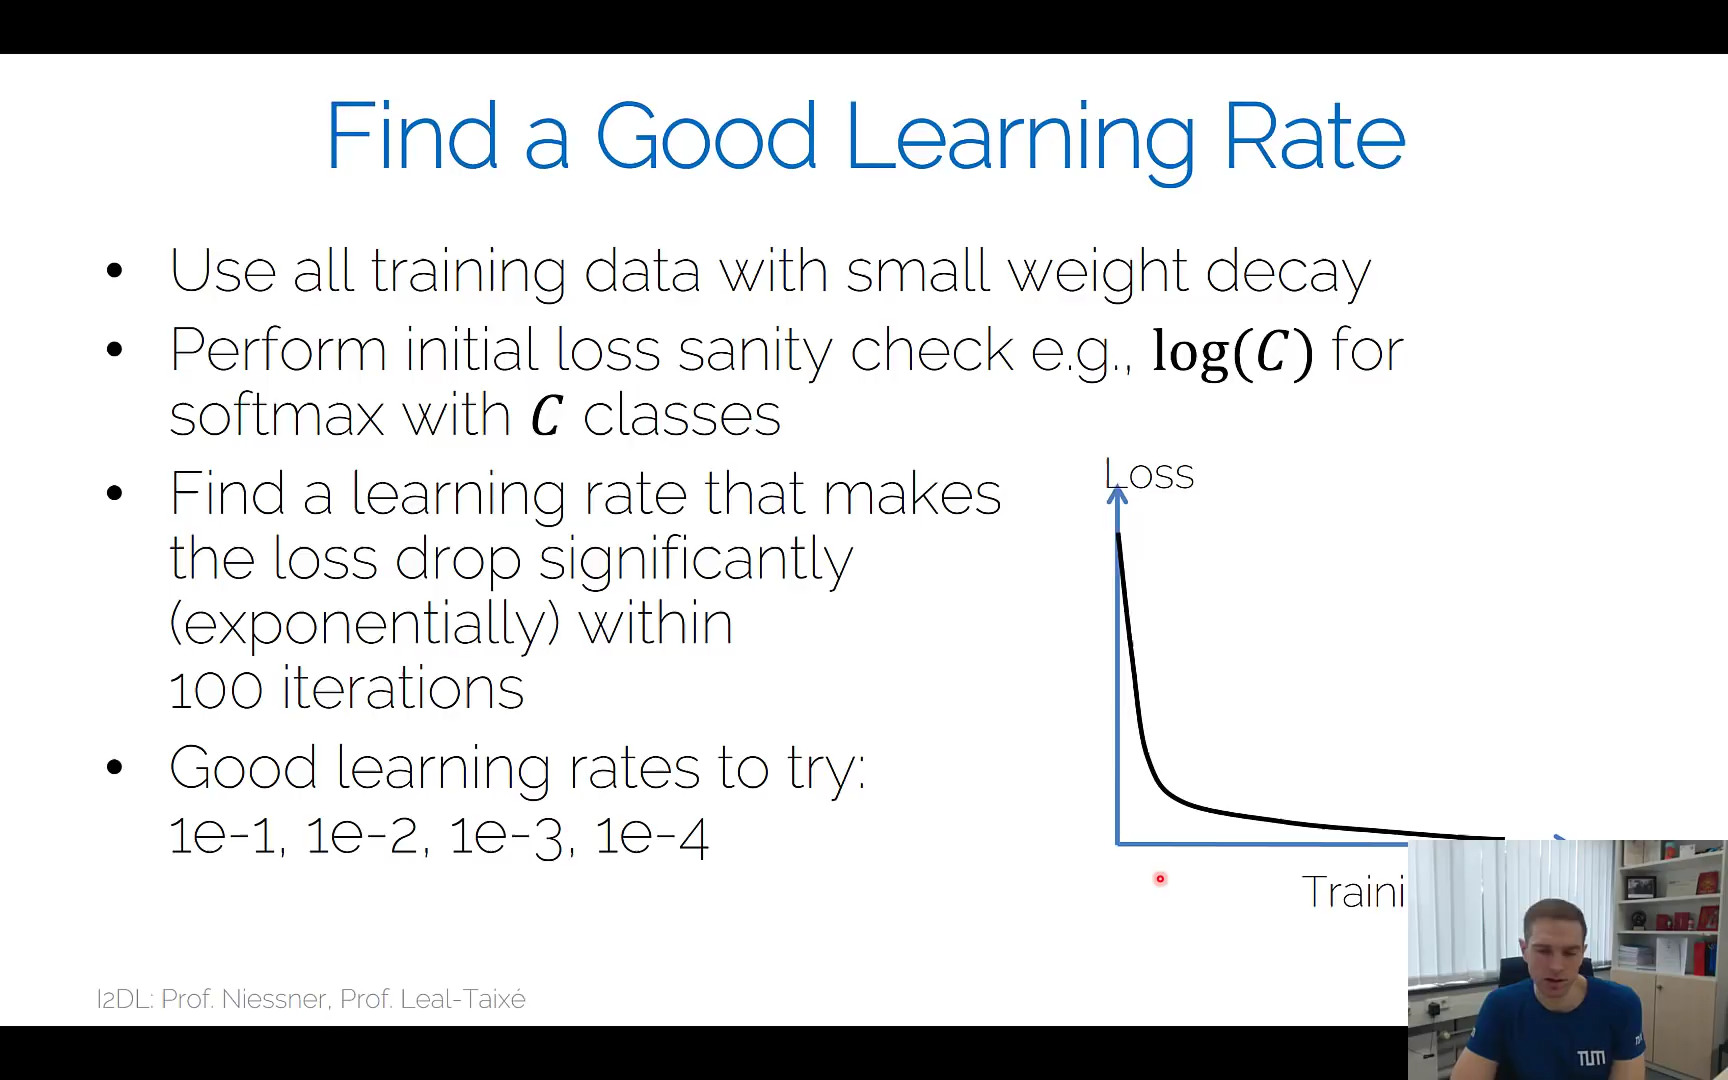 Find a Good Learning Rate
• Use all training data with small weight decay
• Perform initial loss sanity check e.g., log(C) for
softmax with C classes
• Find a learning rate that makes
the loss drop significantly
(exponentially) within
100 iterations
• Good learning rates to try:
1e-1, 1e-2, 1e-3, 1e-4
Loss
Traini
I2DL: Prof. Niessner, Prof. Leal-Taixé
TUM